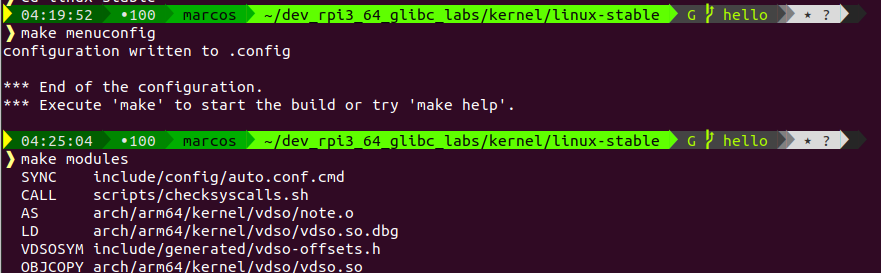 04:19:52 •100 marcos ~/dev_rpi3_64_glibc_labs/kernel/linux-stable G hello ★ ?
❯ make menuconfig
configuration written to .config
*** End of the configuration.
*** Execute 'make' to start the build or try 'make help'.
04:25:04 •100 marcos ~/dev_rpi3_64_glibc_labs/kernel/linux-stable G hello ★ ?
❯ make modules
SYNC    include/config/auto.conf.cmd
CALL    scripts/checksyscalls.sh
AS      arch/arm64/kernel/vdso/note.o
LD      arch/arm64/kernel/vdso/vdso.so.dbg
VDSOSYM include/generated/vdso-offsets.h
OBJCOPY arch/arm64/kernel/vdso/vdso.so